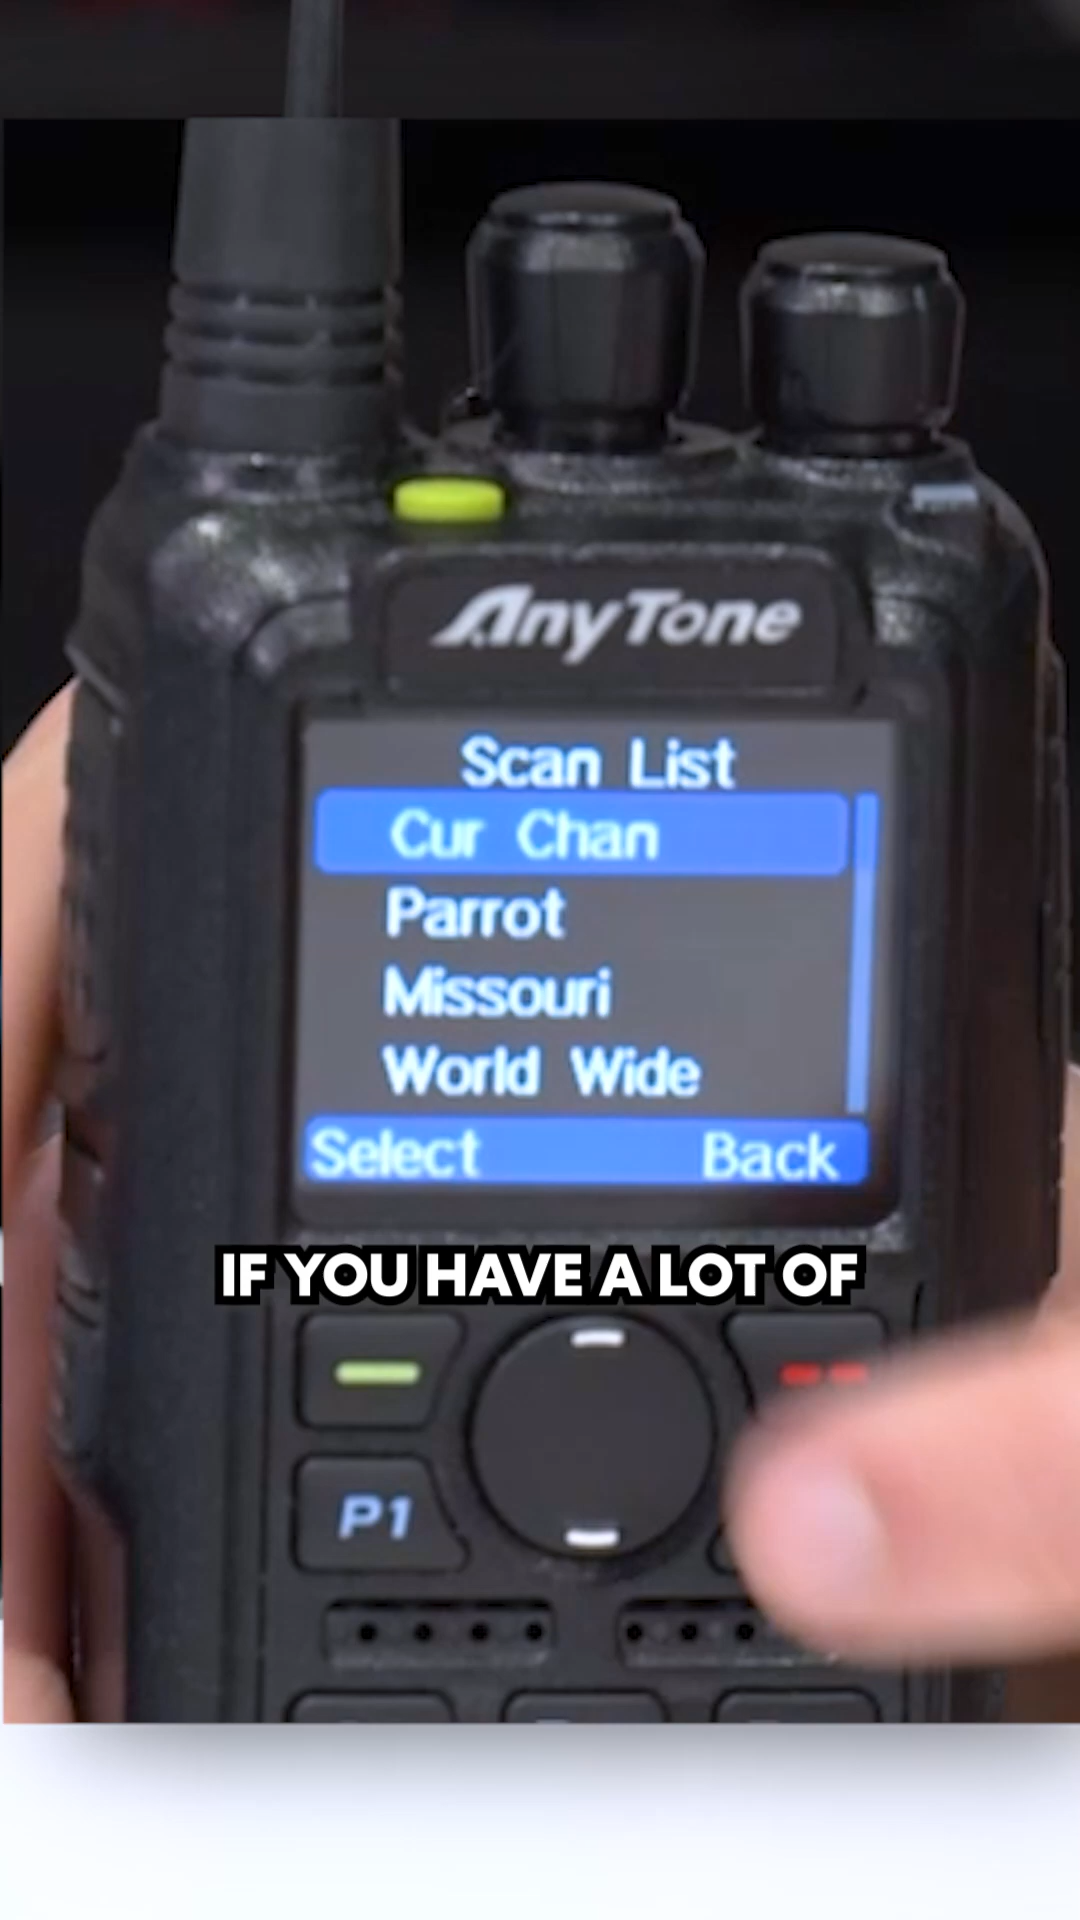 AnyTone
Scan List
Cur Chan
Parrot
Missouri
World Wide
Select Back
IF YOU HAVE A LOT OF
P1